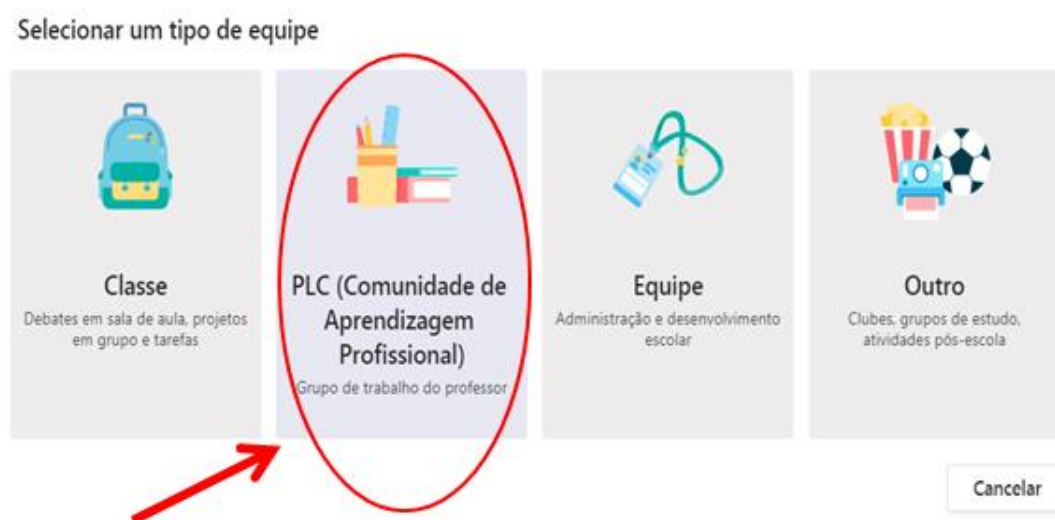 Selecionar um tipo de equipe
Classe
Debates em sala de aula, projetos
em grupo e tarefas
PLC (Comunidade de
Aprendizagem
Profissional)
Grupo de trabalho do professor
Equipe
Administração e desenvolvimento
escolar
Outro
Clubes, grupos de estudo,
atividades pós-escola
Cancelar